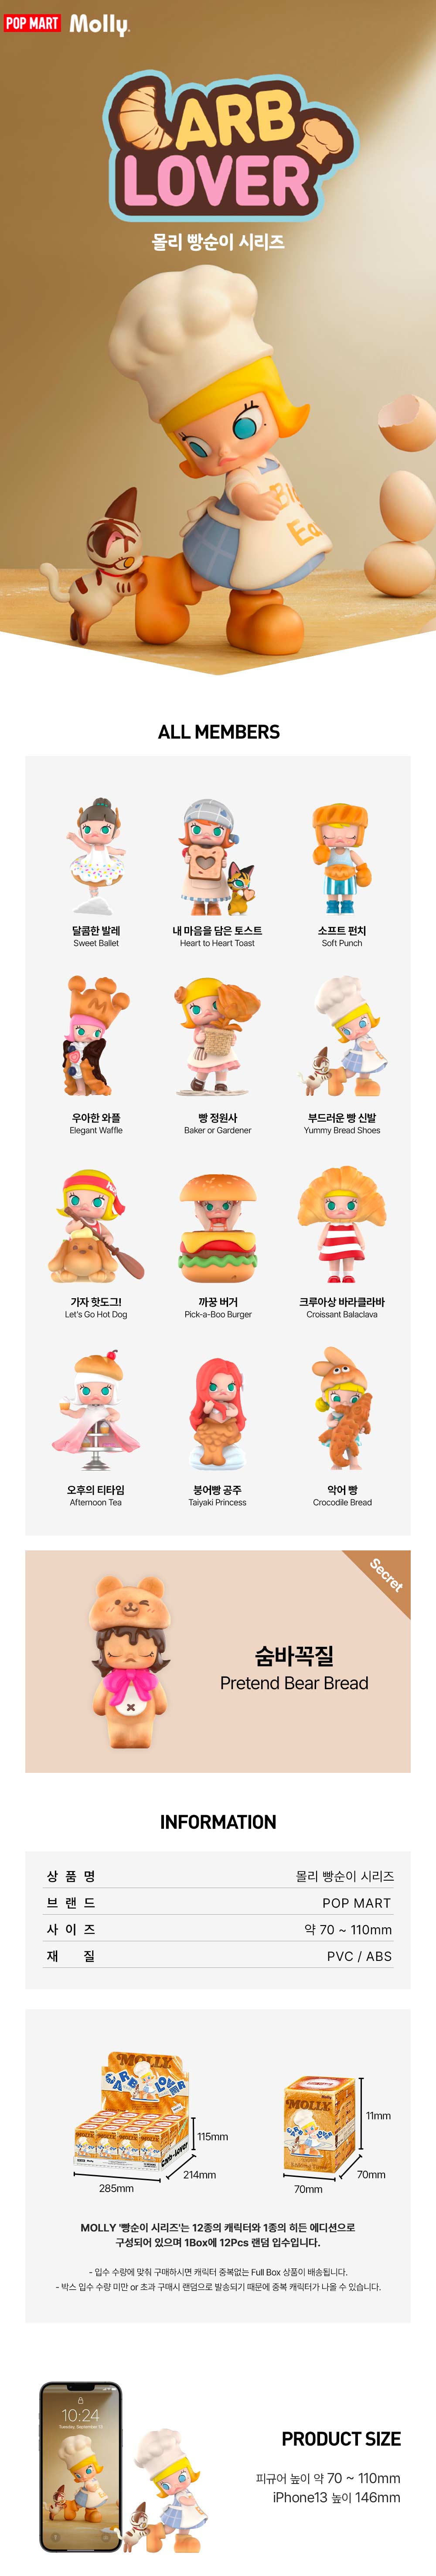 POP MART Molly
CARB
LOVER
몰리 빵순이 시리즈
ALL MEMBERS
달콤한 발레
Sweet Ballet
내 마음을 담은 토스트
Heart to Heart Toast
소프트 펀치
Soft Punch
우아한 와플
Elegant Waffle
빵 정원사
Baker or Gardener
부드러운 빵 신발
Yummy Bread Shoes
가자 핫도그!
Let's Go Hot Dog
까꿍 버거
Pick-a-Boo Burger
크루아상 바라클라바
Croissant Balaclava
오후의 티타임
Afternoon Tea
붕어빵 공주
Taiyaki Princess
악어 빵
Crocodile Bread
Secret
숨바꼭질
Pretend Bear Bread
INFORMATION
상 품 명 몰리 빵순이 시리즈
브 랜 드 POP MART
사 이 즈 약 70 ~ 110mm
재 질 PVC / ABS
MOLLY
CARB LOVER
115mm
214mm
285mm
MOLLY
11mm
70mm
70mm
MOLLY '빵순이 시리즈'는 12종의 캐릭터와 1종의 히든 에디션으로
구성되어 있으며 1Box에 12Pcs 랜덤 입수입니다.
- 입수 수량에 맞춰 구매하시면 캐릭터 중복없는 Full Box 상품이 배송됩니다.
- 박스 입수 수량 미만 or 초과 구매시 랜덤으로 발송되기 때문에 중복 캐릭터가 나올 수 있습니다.
10:24
Tuesday, September 13
PRODUCT SIZE
피규어 높이 약 70 ~ 110mm
iPhone13 높이 146mm